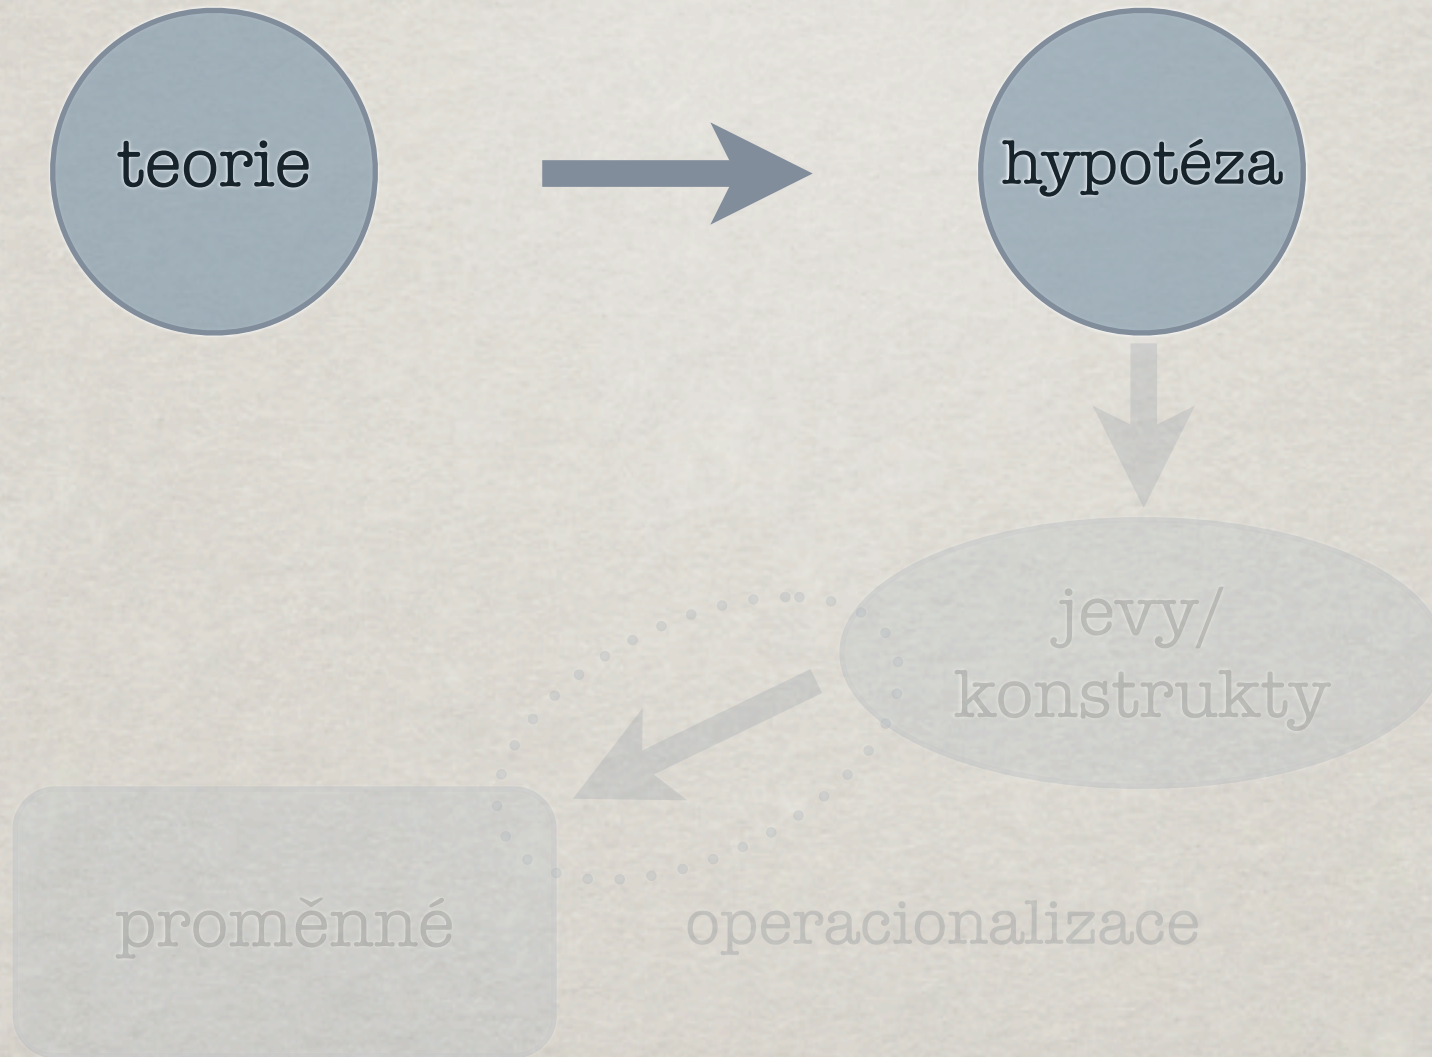 teorie
hypotéza
jevy/
konstrukty
proměnné
operacionalizace